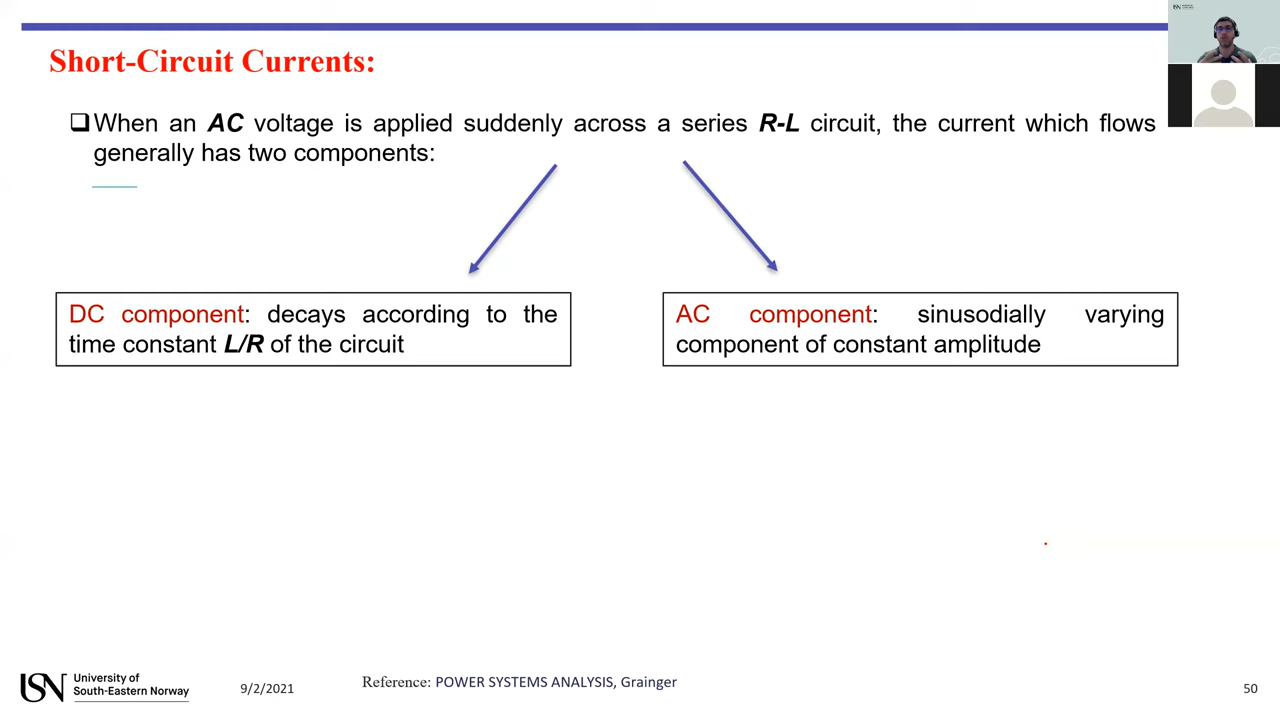 Short-Circuit Currents:
❑When an AC voltage is applied suddenly across a series R-L circuit, the current which flows
generally has two components:
DC component: decays according to the
time constant L/R of the circuit
AC component: sinusodially varying
component of constant amplitude
USN University of
South-Eastern Norway
9/2/2021
Reference: POWER SYSTEMS ANALYSIS, Grainger
50